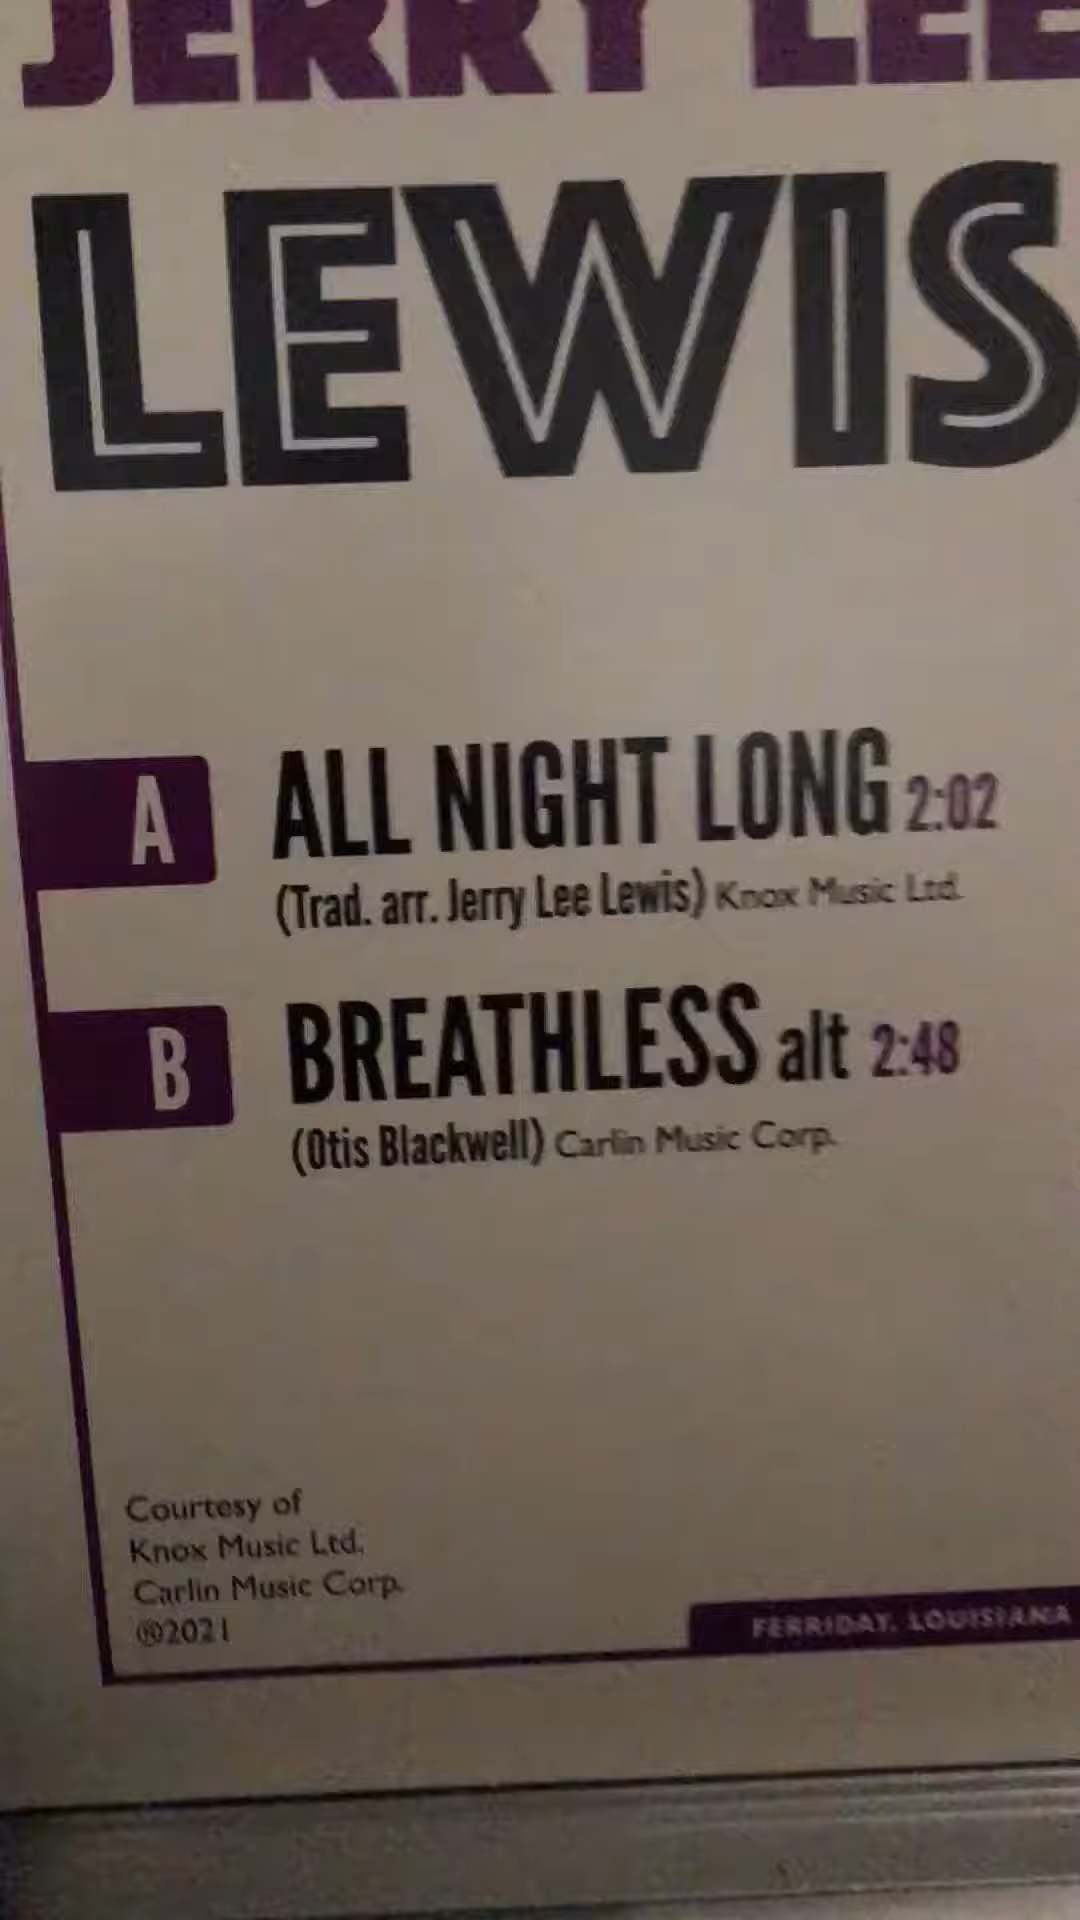 JERRY LEE
LEWIS
A ALL NIGHT LONG 2:02
(Trad. arr. Jerry Lee Lewis) Knox Music Ltd.
B BREATHLESS alt 2:48
(Otis Blackwell) Carlin Music Corp.
Courtesy of
Knox Music Ltd.
Carlin Music Corp.
℗2021
FERRIDAY, LOUISIANA